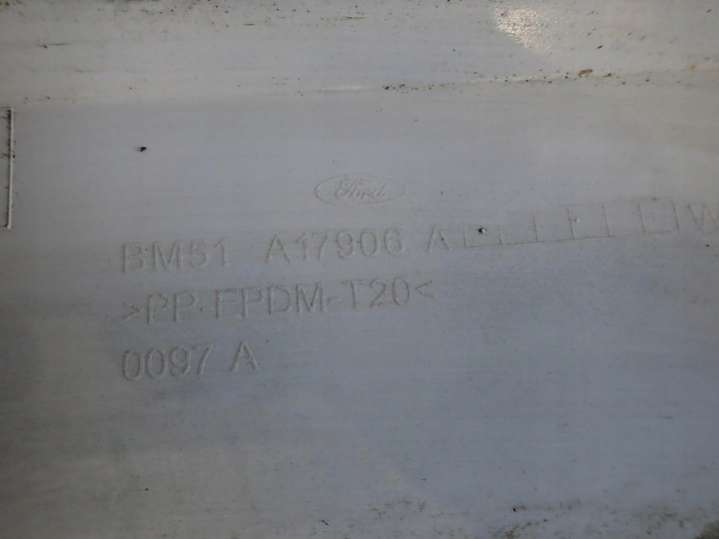 Ford
BM51 A17906 A
>PP-EPDM-T20<
0097 A